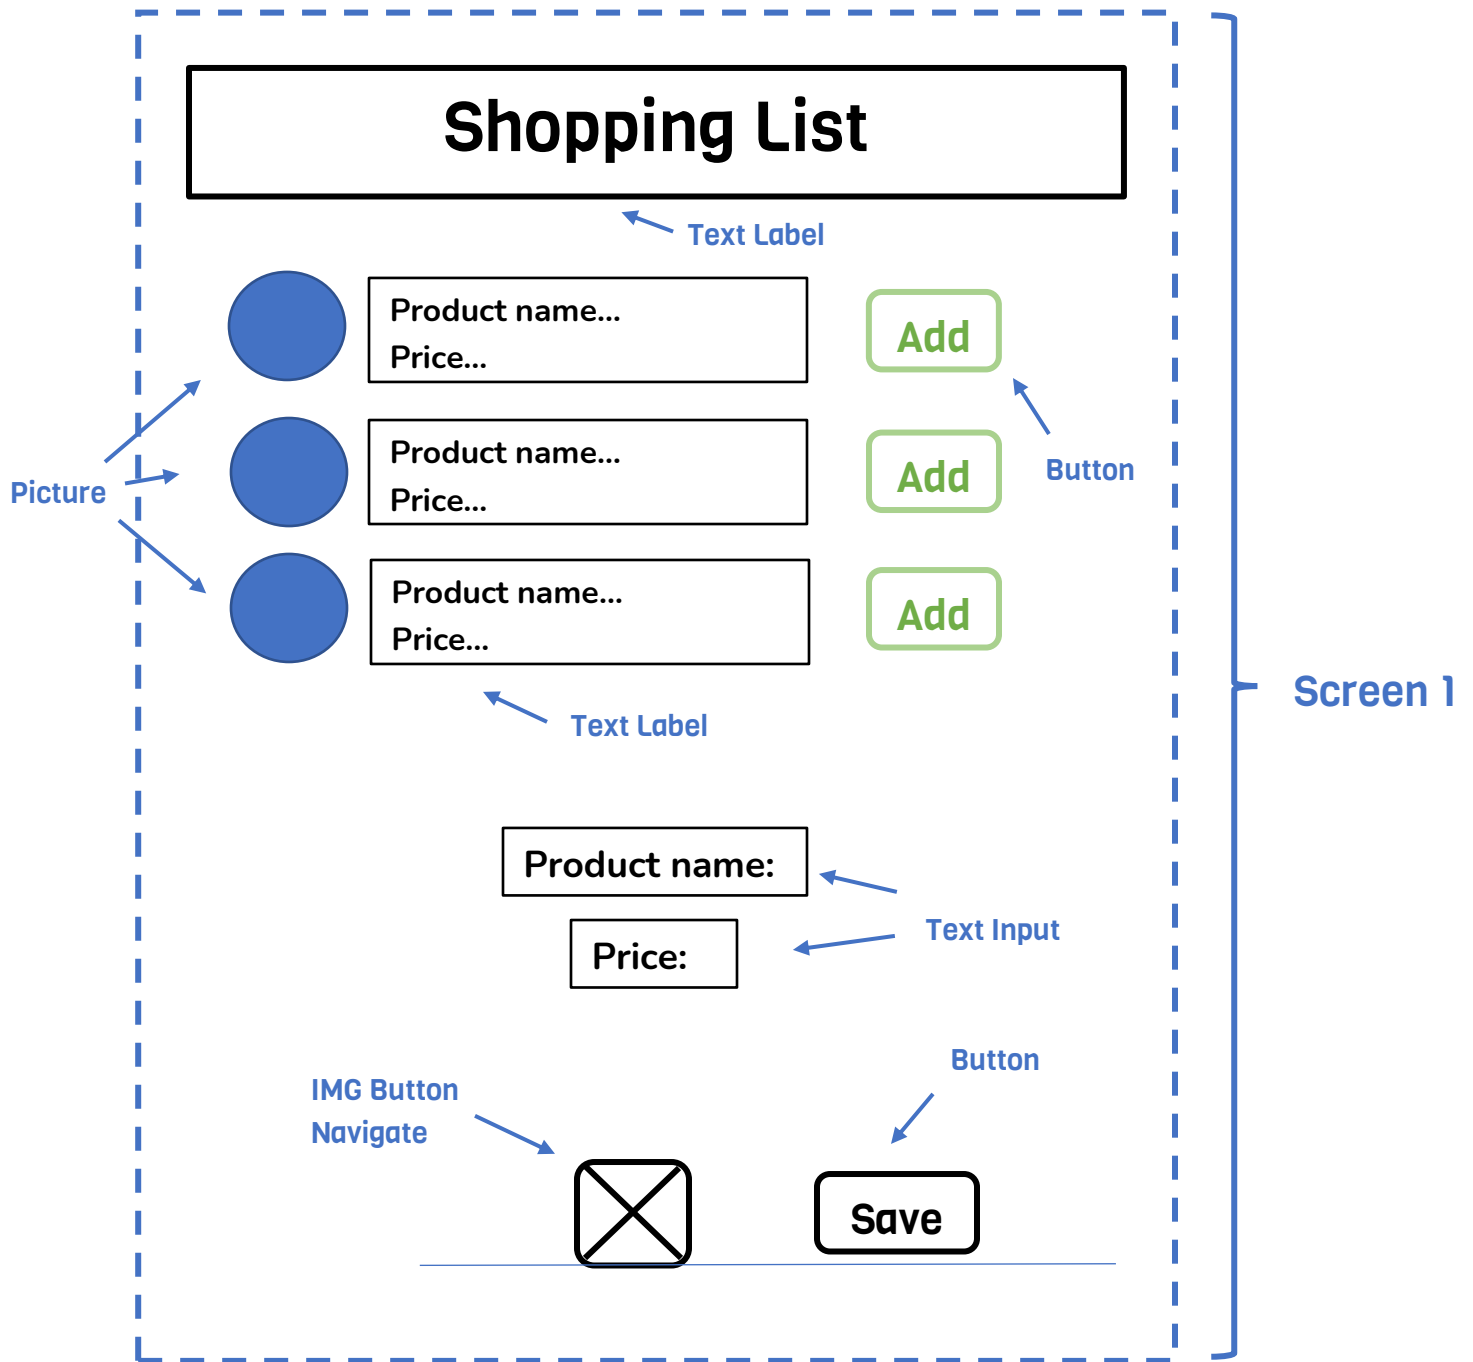 Shopping List
Text Label
Product name...
Price...
Add
Button
Product name...
Price...
Add
Picture
Product name...
Price...
Add
Screen 1
Text Label
Product name:
Text Input
Price:
Button
IMG Button
Navigate
Save